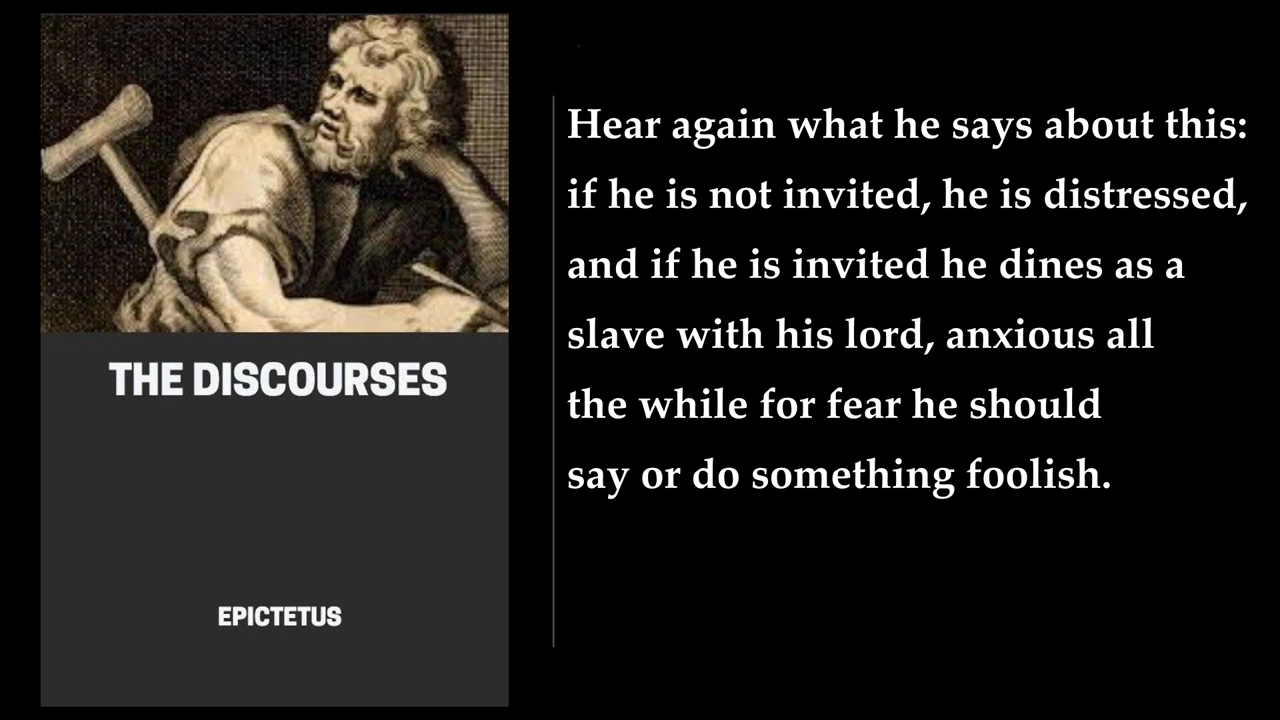 THE DISCOURSES
EPICTETUS
Hear again what he says about this:
if he is not invited, he is distressed,
and if he is invited he dines as a
slave with his lord, anxious all
the while for fear he should
say or do something foolish.